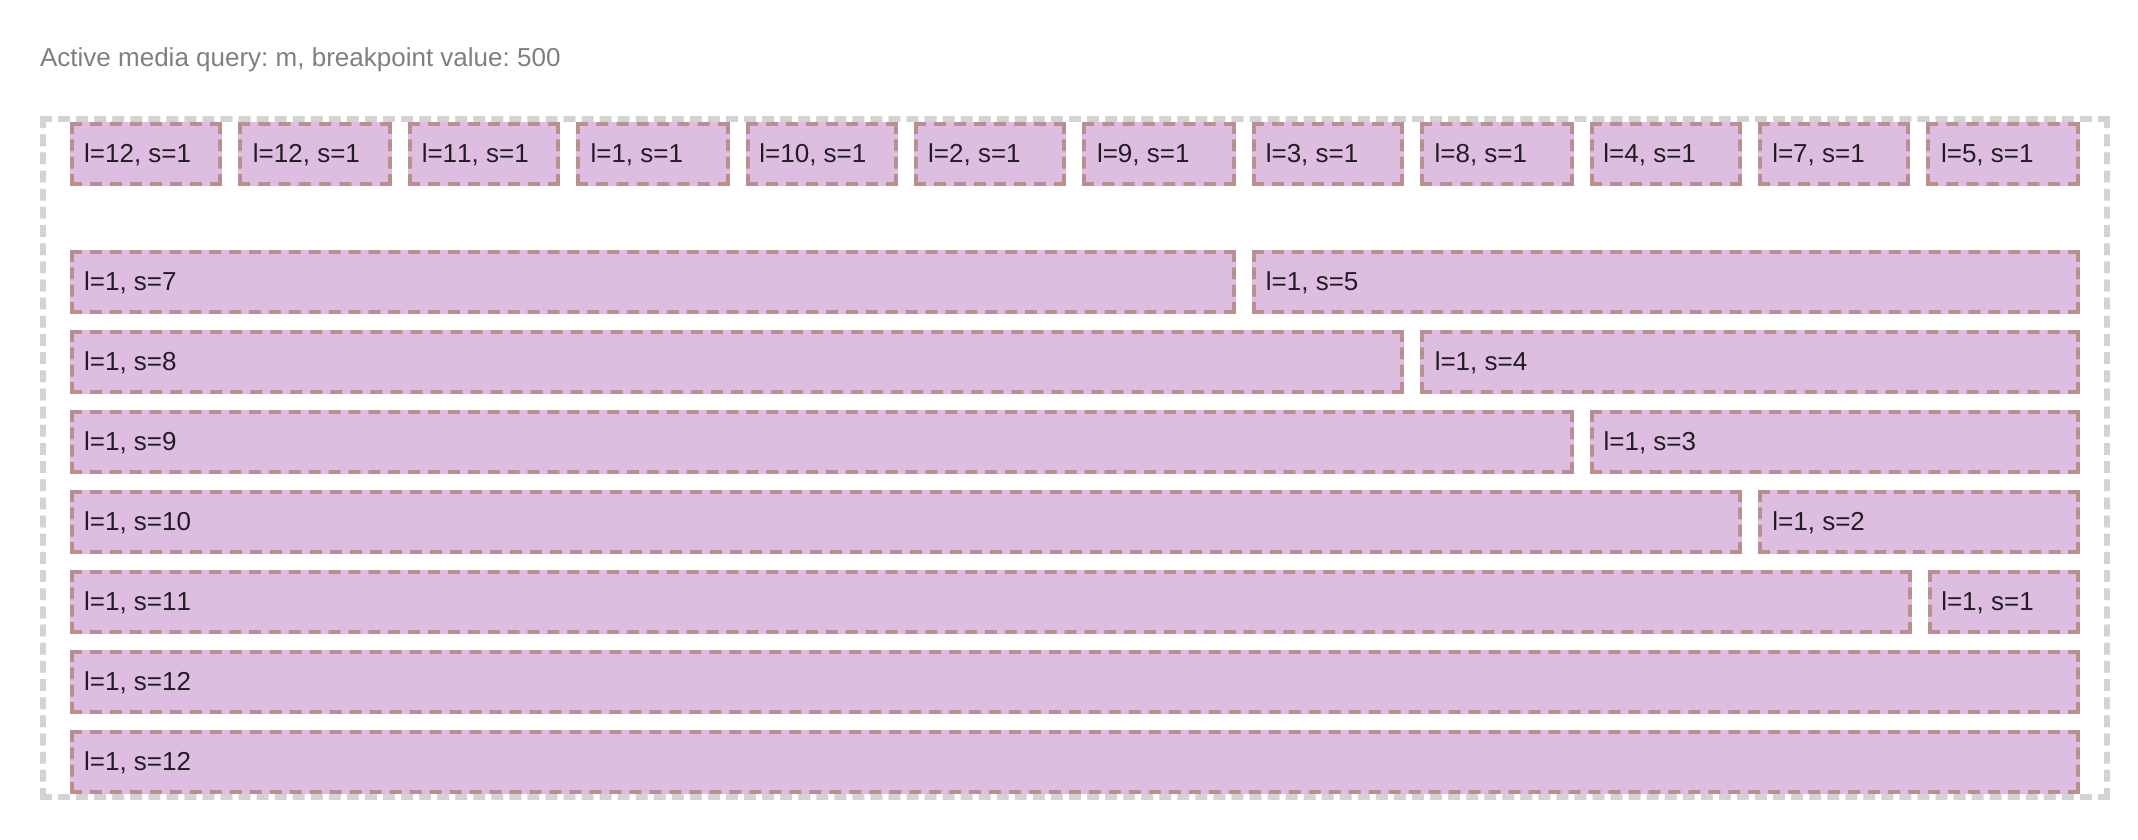 Active media query: m, breakpoint value: 500
l=12, s=1 l=12, s=1 l=11, s=1 l=1, s=1 l=10, s=1 l=2, s=1 l=9, s=1 l=3, s=1 l=8, s=1 l=4, s=1 l=7, s=1 l=5, s=1
l=1, s=7 l=1, s=5
l=1, s=8 l=1, s=4
l=1, s=9 l=1, s=3
l=1, s=10 l=1, s=2
l=1, s=11 l=1, s=1
l=1, s=12
l=1, s=12